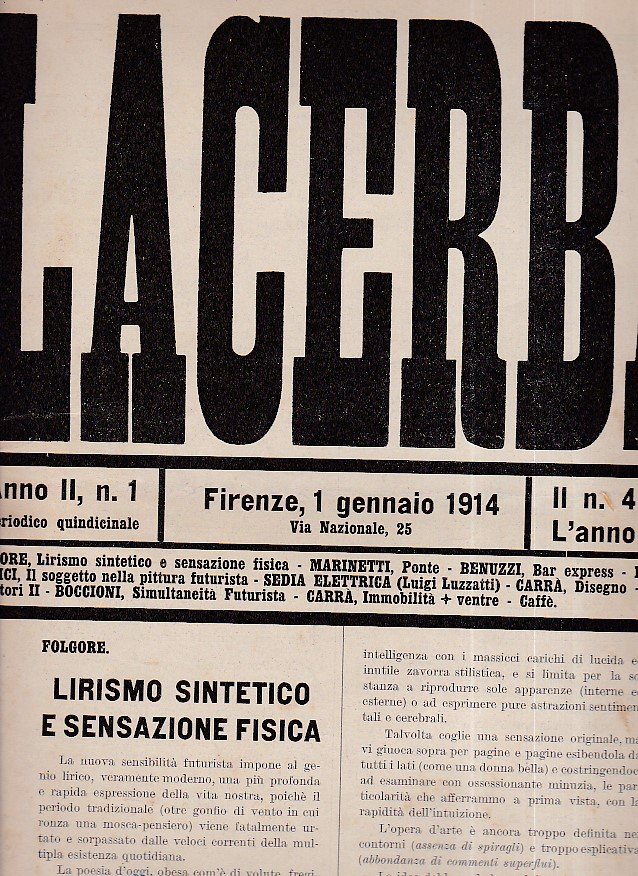 LACERB
Anno II, n. 1
Periodico quindicinale
Firenze, 1 gennaio 1914
Via Nazionale, 25
Il n. 4
L'anno
ORE, Lirismo sintetico e sensazione fisica - MARINETTI, Ponte - BENUZZI, Bar express -
ICI, Il soggetto nella pittura futurista - SEDIA ELETTRICA (Luigi Luzzatti) - CARRÀ, Disegno -
tori II - BOCCIONI, Simultaneità Futurista - CARRÀ, Immobilità + ventre - Caffè.
FOLGORE.
LIRISMO SINTETICO
E SENSAZIONE FISICA
La nuova sensibilità futurista impone al ge-
nio lirico, veramente moderno, una più profonda
e rapida espressione della vita nostra, poichè il
periodo tradizionale (otre gonfio di vento in cui
ronza una mosca-pensiero) viene fatalmente ur-
tato e sorpassato dalle veloci correnti della mul-
tipla esistenza quotidiana.
La poesia d'oggi, obesa com'è di volute, fregi
intelligenza con i massicci carichi di lucida e
inutile zavorra stilistica, e si limita per la so
stanza a riprodurre sole apparenze (interne e
esterne) o ad esprimere pure astrazioni sentimen
tali e cerebrali.
Talvolta coglie una sensazione originale, ma
vi giuoca sopra per pagine e pagine esibendola da
tutti i lati (come una donna bella) e costringendoc
ad esaminare con ossessionante minuzia, le par
ticolarità che afferrammo a prima vista, con la
rapidità dell'intuizione.
L'opera d'arte è ancora troppo definita nei
contorni (assenza di spiragli) e troppo esplicativa
(abbondanza di commenti superflui).